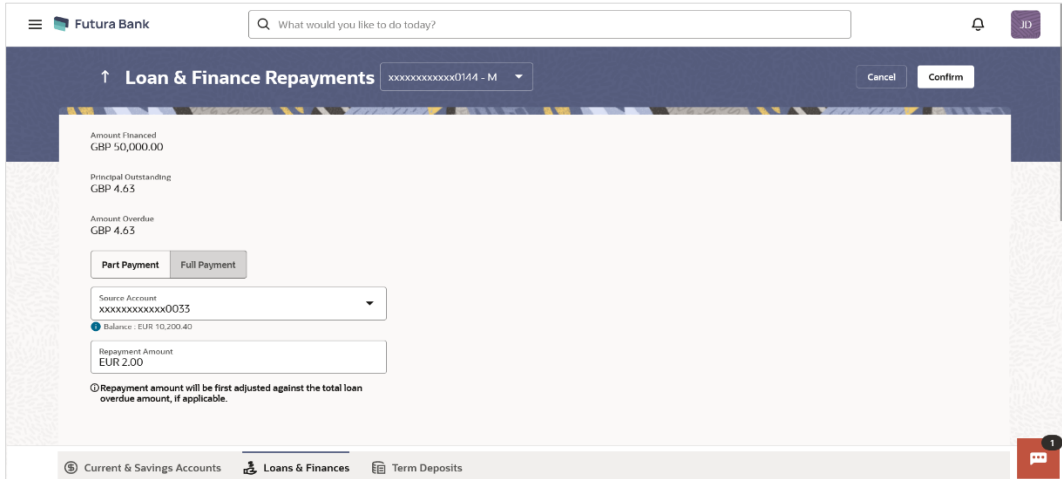 Futura Bank
What would you like to do today?
JD
↑ Loan & Finance Repayments
xxxxxxxxxxxx0144 - M
Cancel
Confirm
Amount Financed
GBP 50,000.00
Principal Outstanding
GBP 4.63
Amount Overdue
GBP 4.63
Part Payment
Full Payment
Source Account
xxxxxxxxxxxx0033
Balance : EUR 10,200.40
Repayment Amount
EUR 2.00
Repayment amount will be first adjusted against the total loan
overdue amount, if applicable.
1
Current & Savings Accounts
Loans & Finances
Term Deposits